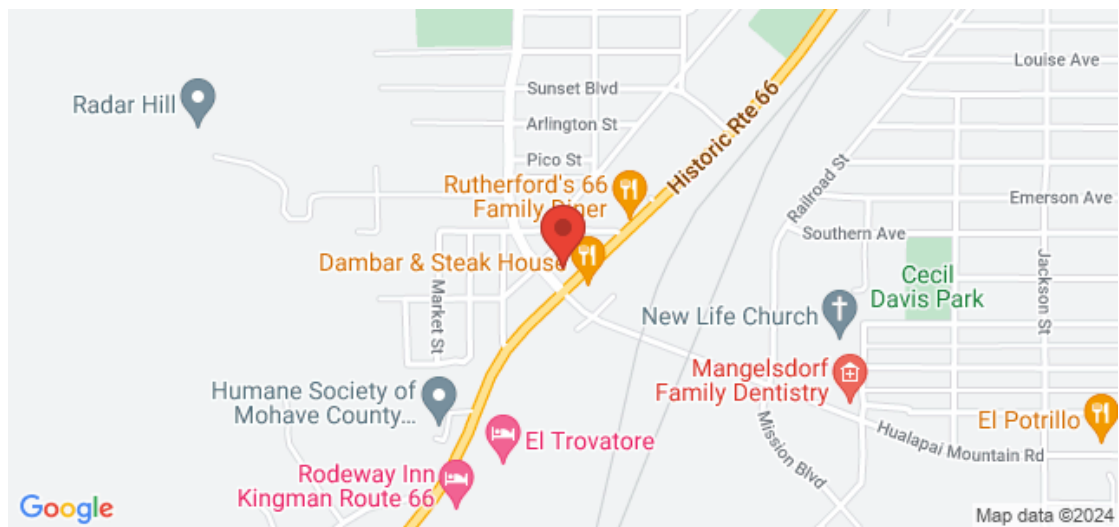 Louise Ave
Radar Hill
Sunset Blvd
Historic Rte 66
Arlington St
Pico St
Railroad St
Rutherford's 66
Family Diner
Emerson Ave
Southern Ave
Dambar & Steak House
Cecil
Davis Park
Jackson St
Market St
New Life Church
Mangelsdorf
Family Dentistry
Humane Society of
Mohave County...
El Potrillo
Mission Blvd
Hualapai Mountain Rd
El Trovatore
Rodeway Inn
Kingman Route 66
Google
Map data ©2024